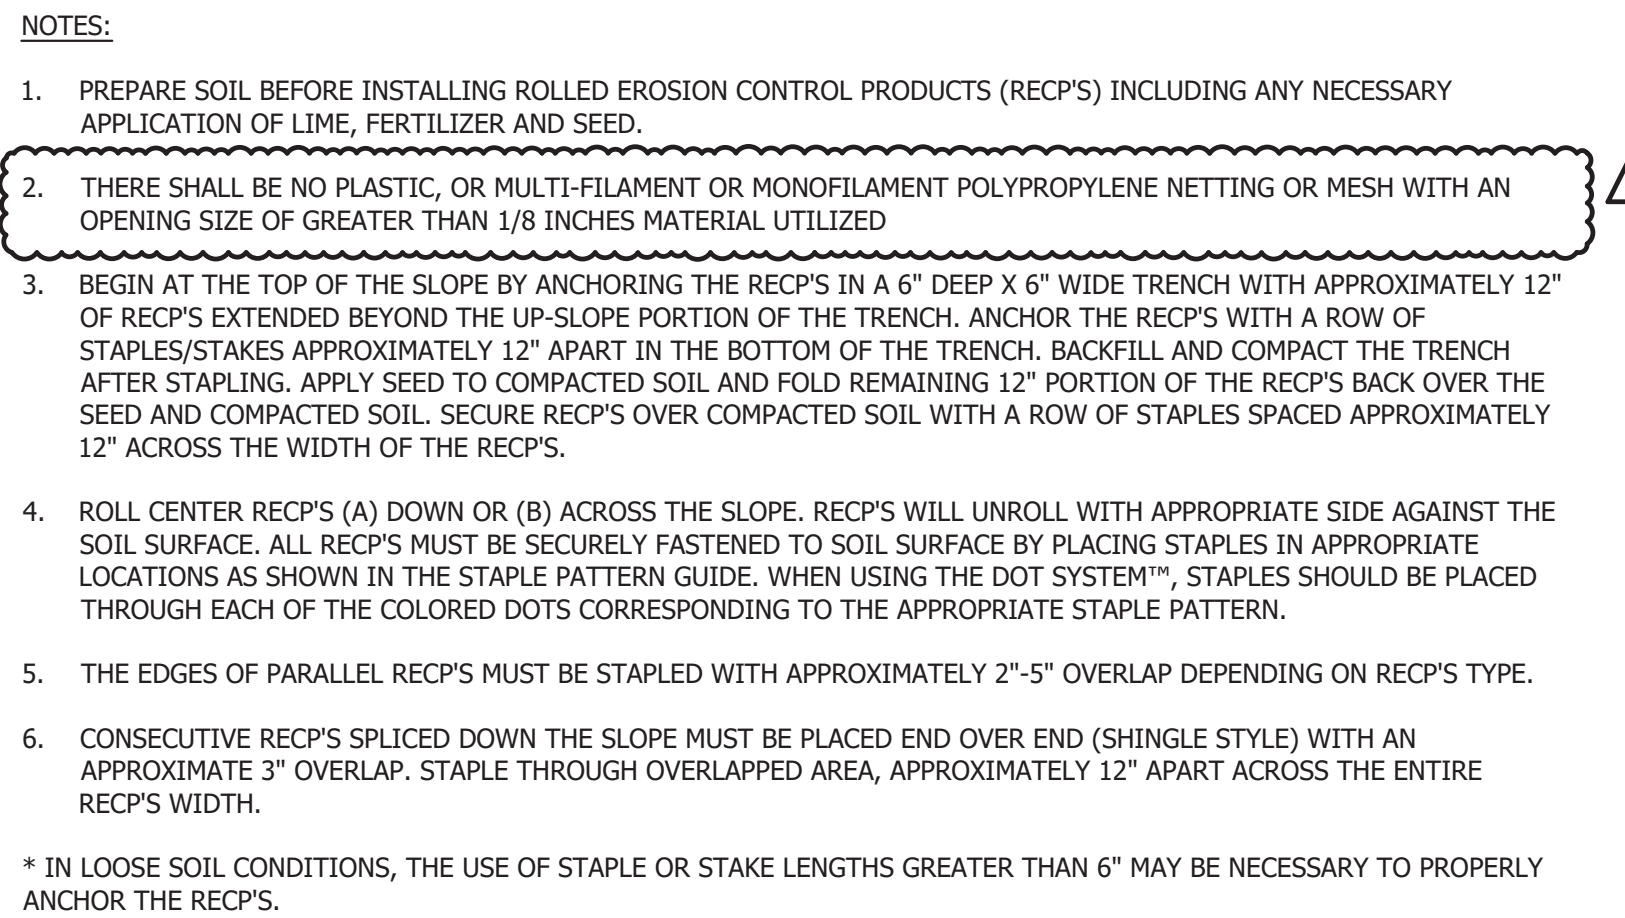 NOTES:
1. PREPARE SOIL BEFORE INSTALLING ROLLED EROSION CONTROL PRODUCTS (RECP'S) INCLUDING ANY NECESSARY
APPLICATION OF LIME, FERTILIZER AND SEED.
2. THERE SHALL BE NO PLASTIC, OR MULTI-FILAMENT OR MONOFILAMENT POLYPROPYLENE NETTING OR MESH WITH AN
OPENING SIZE OF GREATER THAN 1/8 INCHES MATERIAL UTILIZED
3. BEGIN AT THE TOP OF THE SLOPE BY ANCHORING THE RECP'S IN A 6" DEEP X 6" WIDE TRENCH WITH APPROXIMATELY 12"
OF RECP'S EXTENDED BEYOND THE UP-SLOPE PORTION OF THE TRENCH. ANCHOR THE RECP'S WITH A ROW OF
STAPLES/STAKES APPROXIMATELY 12" APART IN THE BOTTOM OF THE TRENCH. BACKFILL AND COMPACT THE TRENCH
AFTER STAPLING. APPLY SEED TO COMPACTED SOIL AND FOLD REMAINING 12" PORTION OF THE RECP'S BACK OVER THE
SEED AND COMPACTED SOIL. SECURE RECP'S OVER COMPACTED SOIL WITH A ROW OF STAPLES SPACED APPROXIMATELY
12" ACROSS THE WIDTH OF THE RECP'S.
4. ROLL CENTER RECP'S (A) DOWN OR (B) ACROSS THE SLOPE. RECP'S WILL UNROLL WITH APPROPRIATE SIDE AGAINST THE
SOIL SURFACE. ALL RECP'S MUST BE SECURELY FASTENED TO SOIL SURFACE BY PLACING STAPLES IN APPROPRIATE
LOCATIONS AS SHOWN IN THE STAPLE PATTERN GUIDE. WHEN USING THE DOT SYSTEM™, STAPLES SHOULD BE PLACED
THROUGH EACH OF THE COLORED DOTS CORRESPONDING TO THE APPROPRIATE STAPLE PATTERN.
5. THE EDGES OF PARALLEL RECP'S MUST BE STAPLED WITH APPROXIMATELY 2"-5" OVERLAP DEPENDING ON RECP'S TYPE.
6. CONSECUTIVE RECP'S SPLICED DOWN THE SLOPE MUST BE PLACED END OVER END (SHINGLE STYLE) WITH AN
APPROXIMATE 3" OVERLAP. STAPLE THROUGH OVERLAPPED AREA, APPROXIMATELY 12" APART ACROSS THE ENTIRE
RECP'S WIDTH.
* IN LOOSE SOIL CONDITIONS, THE USE OF STAPLE OR STAKE LENGTHS GREATER THAN 6" MAY BE NECESSARY TO PROPERLY
ANCHOR THE RECP'S.